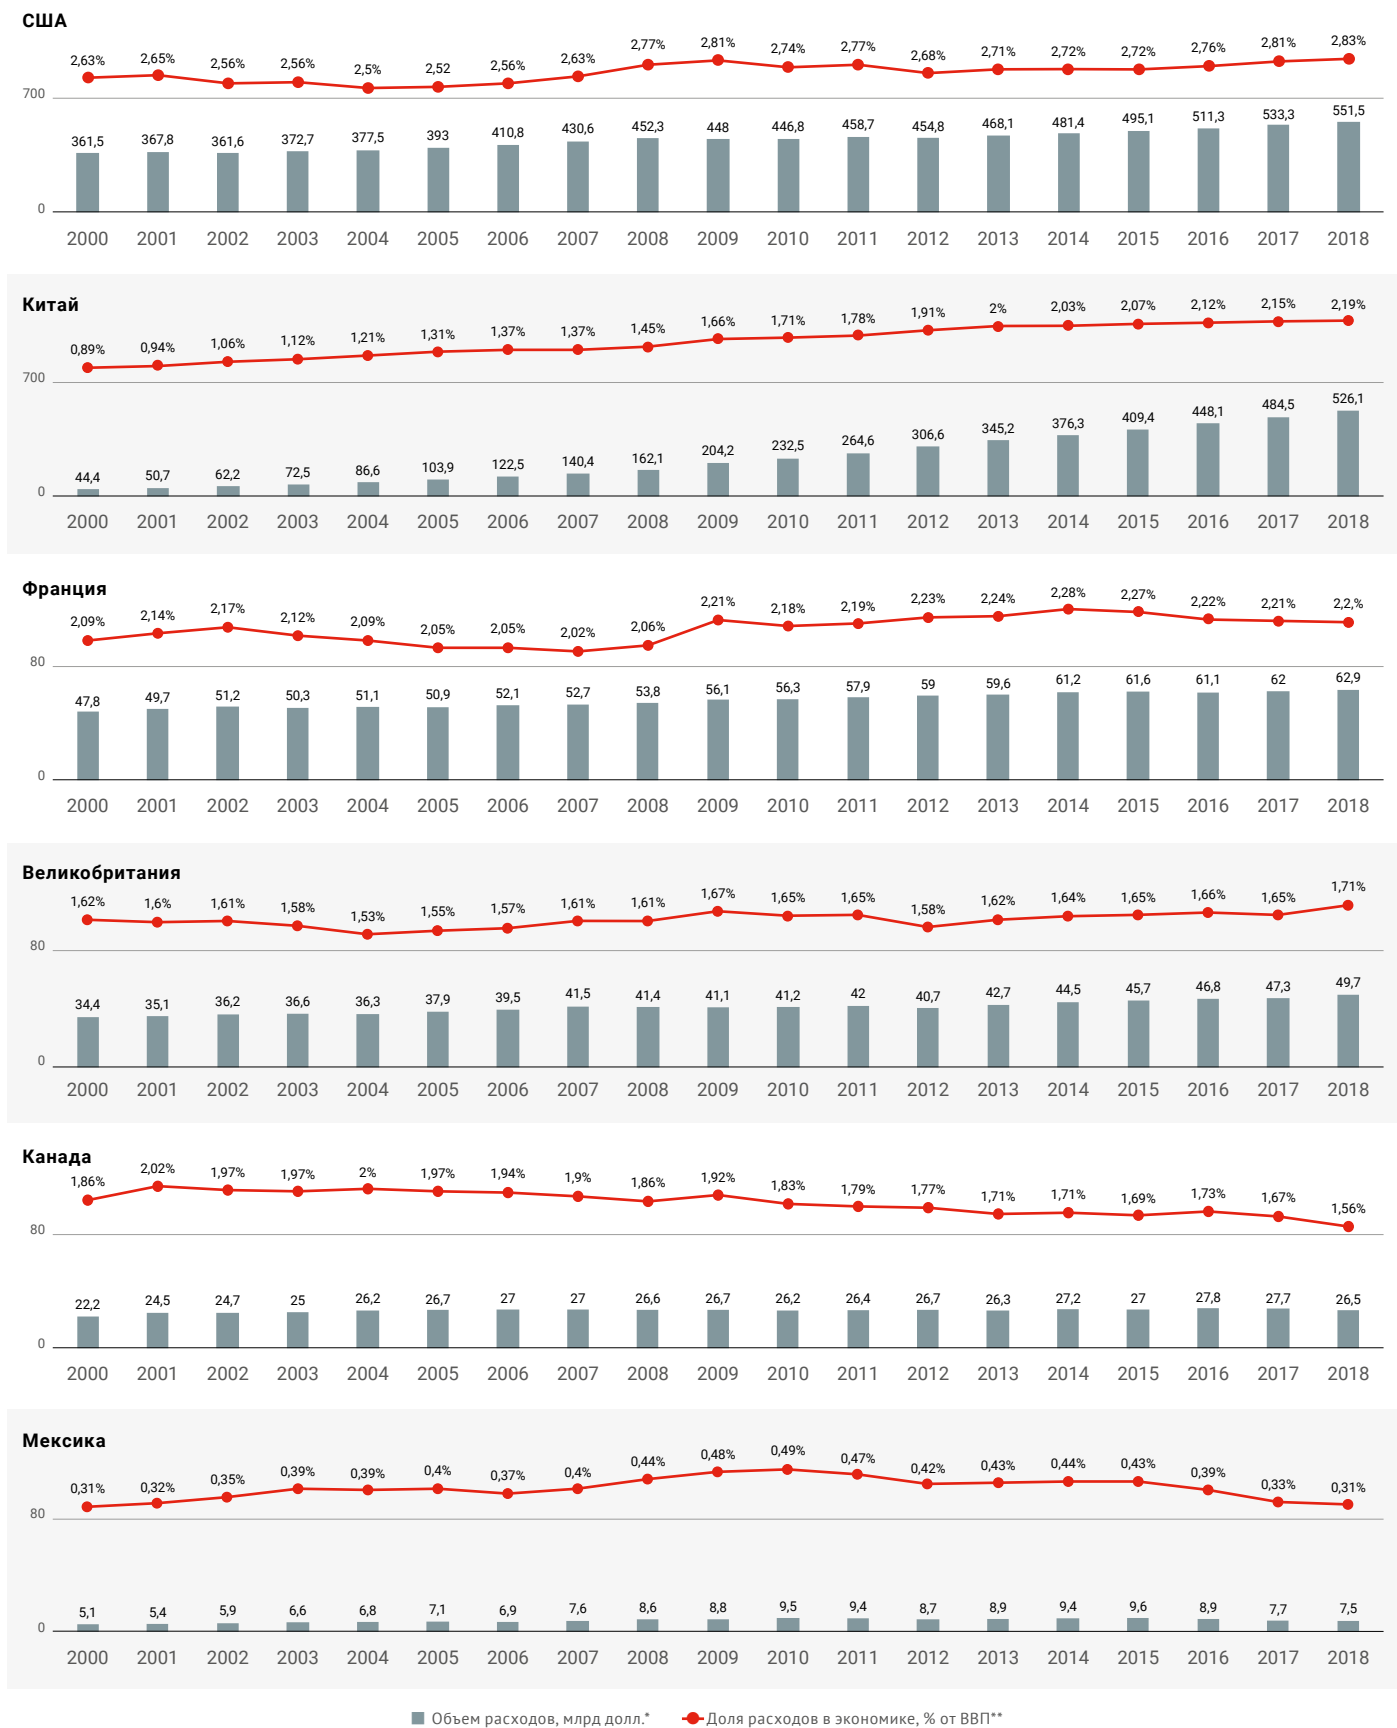 США
2,63% 2,65% 2,56% 2,56% 2,5% 2,52 2,56% 2,63% 2,77% 2,81% 2,74% 2,77% 2,68% 2,71% 2,72% 2,72% 2,76% 2,81% 2,83%
700
361,5 367,8 361,6 372,7 377,5 393 410,8 430,6 452,3 448 446,8 458,7 454,8 468,1 481,4 495,1 511,3 533,3 551,5
0
2000 2001 2002 2003 2004 2005 2006 2007 2008 2009 2010 2011 2012 2013 2014 2015 2016 2017 2018
Китай
0,89% 0,94% 1,06% 1,12% 1,21% 1,31% 1,37% 1,37% 1,45% 1,66% 1,71% 1,78% 1,91% 2% 2,03% 2,07% 2,12% 2,15% 2,19%
700
44,4 50,7 62,2 72,5 86,6 103,9 122,5 140,4 162,1 204,2 232,5 264,6 306,6 345,2 376,3 409,4 448,1 484,5 526,1
0
2000 2001 2002 2003 2004 2005 2006 2007 2008 2009 2010 2011 2012 2013 2014 2015 2016 2017 2018
Франция
2,09% 2,14% 2,17% 2,12% 2,09% 2,05% 2,05% 2,02% 2,06% 2,21% 2,18% 2,19% 2,23% 2,24% 2,28% 2,27% 2,22% 2,21% 2,2,%
80
47,8 49,7 51,2 50,3 51,1 50,9 52,1 52,7 53,8 56,1 56,3 57,9 59 59,6 61,2 61,6 61,1 62 62,9
0
2000 2001 2002 2003 2004 2005 2006 2007 2008 2009 2010 2011 2012 2013 2014 2015 2016 2017 2018
Великобритания
1,62% 1,6% 1,61% 1,58% 1,53% 1,55% 1,57% 1,61% 1,61% 1,67% 1,65% 1,65% 1,58% 1,62% 1,64% 1,65% 1,66% 1,65% 1,71%
80
34,4 35,1 36,2 36,6 36,3 37,9 39,5 41,5 41,4 41,1 41,2 42 40,7 42,7 44,5 45,7 46,8 47,3 49,7
0
2000 2001 2002 2003 2004 2005 2006 2007 2008 2009 2010 2011 2012 2013 2014 2015 2016 2017 2018
Канада
1,86% 2,02% 1,97% 1,97% 2% 1,97% 1,94% 1,9% 1,86% 1,92% 1,83% 1,79% 1,77% 1,71% 1,71% 1,69% 1,73% 1,67% 1,56%
80
22,2 24,5 24,7 25 26,2 26,7 27 27 26,6 26,7 26,2 26,4 26,7 26,3 27,2 27 27,8 27,7 26,5
0
2000 2001 2002 2003 2004 2005 2006 2007 2008 2009 2010 2011 2012 2013 2014 2015 2016 2017 2018
Мексика
0,31% 0,32% 0,35% 0,39% 0,39% 0,4% 0,37% 0,4% 0,44% 0,48% 0,49% 0,47% 0,42% 0,43% 0,44% 0,43% 0,39% 0,33% 0,31%
80
5,1 5,4 5,9 6,6 6,8 7,1 6,9 7,6 8,6 8,8 9,5 9,4 8,7 8,9 9,4 9,6 8,9 7,7 7,5
0
2000 2001 2002 2003 2004 2005 2006 2007 2008 2009 2010 2011 2012 2013 2014 2015 2016 2017 2018
Объем расходов, млрд долл.* Доля расходов в экономике, % от ВВП**